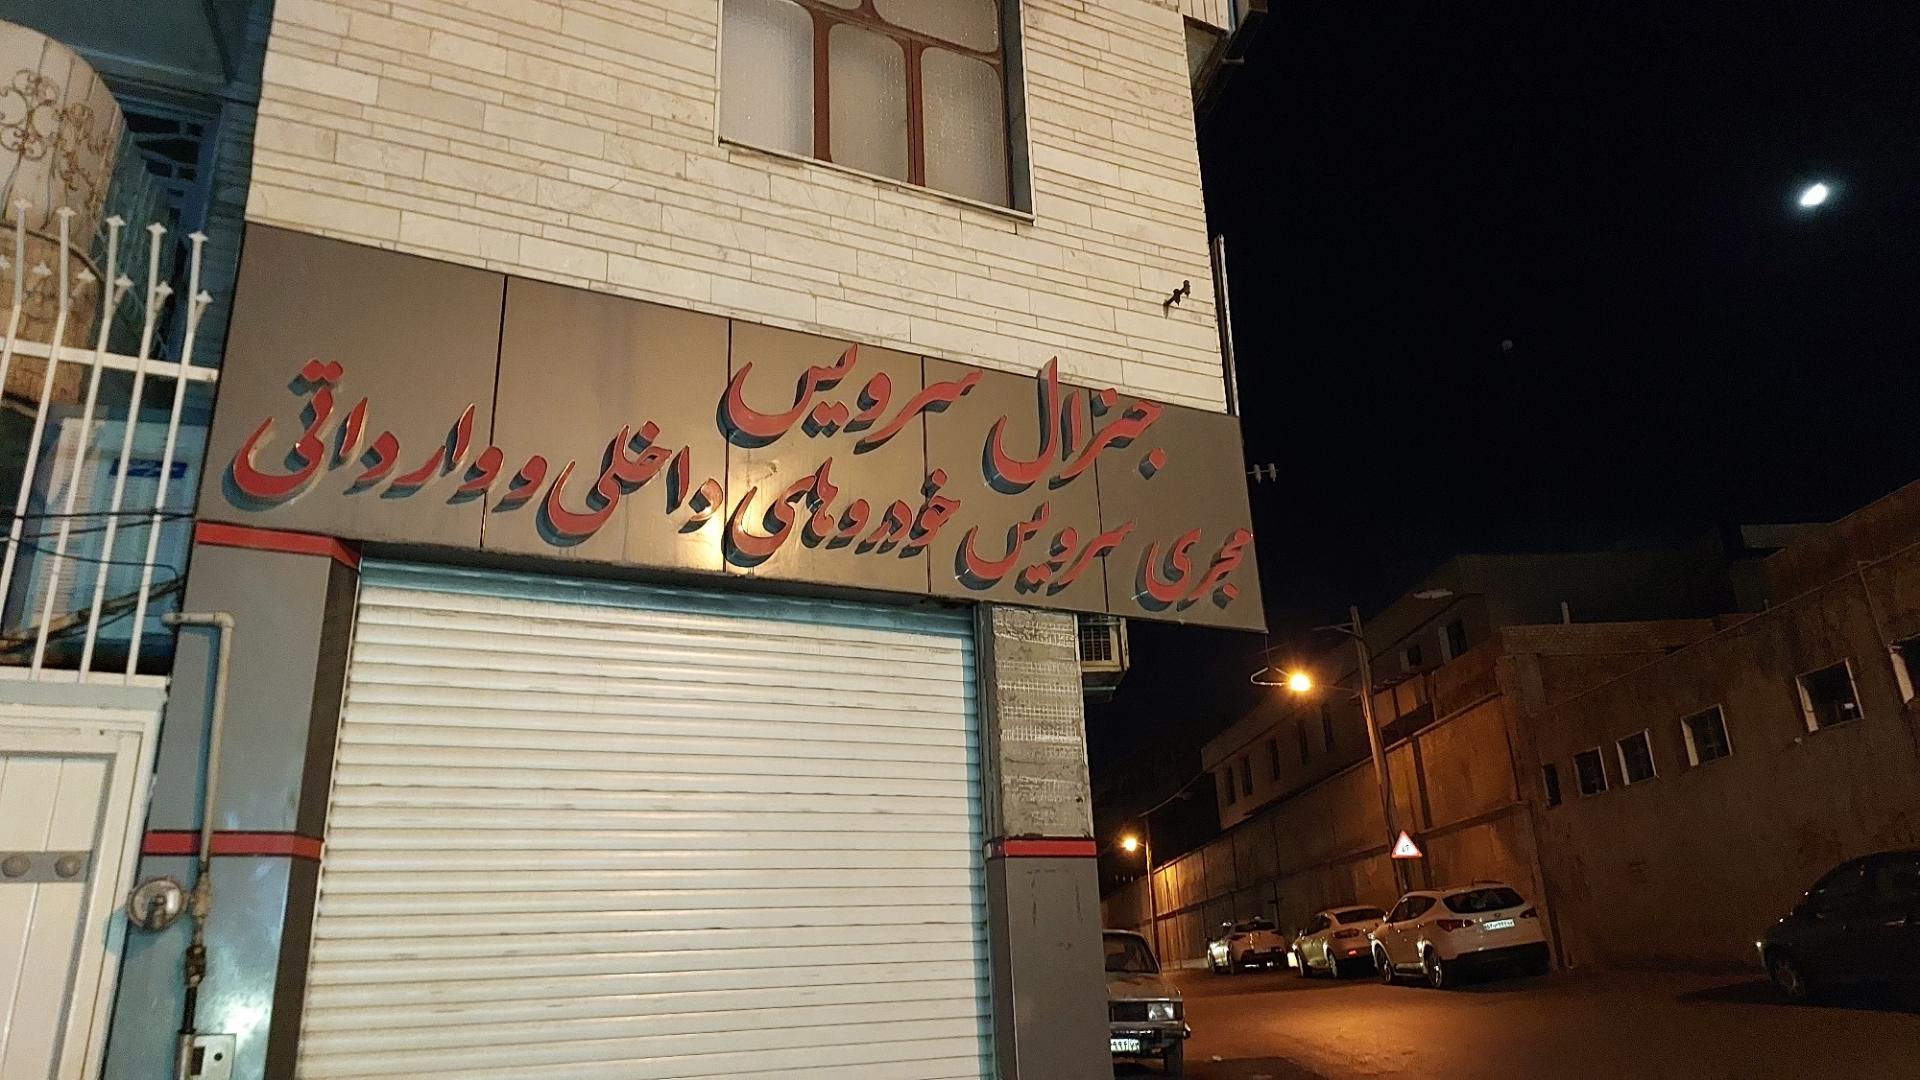 جنرال سرویس
مجری سرویس خودروهای داخلی و وارداتی